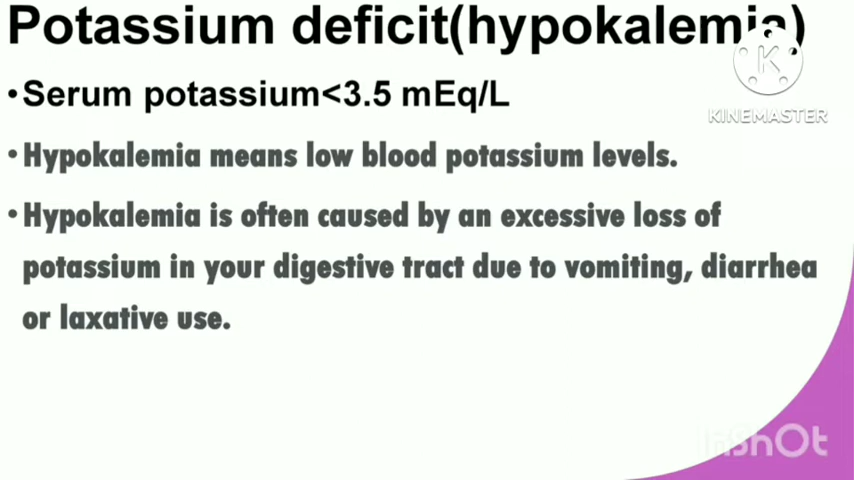 Potassium deficit(hypokalemia)
•Serum potassium<3.5 mEq/L
KINEMASTER
•Hypokalemia means low blood potassium levels.
•Hypokalemia is often caused by an excessive loss of
potassium in your digestive tract due to vomiting, diarrhea
or laxative use.
InShOt